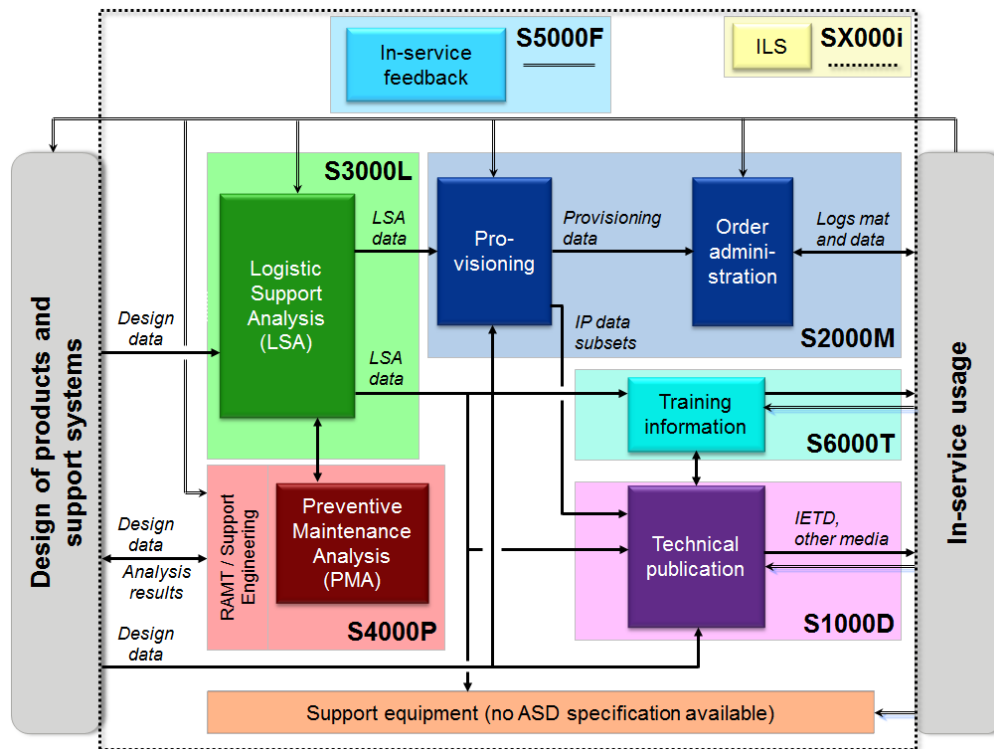 In-service
feedback
S5000F
ILS
SX000i
Design of products and
support systems
S3000L
Logistic
Support
Analysis
(LSA)
LSA
data
Pro-
visioning
Provisioning
data
Order
admini-
stration
Logs mat
and data
S2000M
IP data
subsets
Design
data
LSA
data
Training
information
S6000T
RAMT / Support
Engineering
Preventive
Maintenance
Analysis
(PMA)
S4000P
Design
data
Analysis
results
Technical
publication
IETD,
other media
S1000D
Design
data
Support equipment (no ASD specification available)
In-service usage